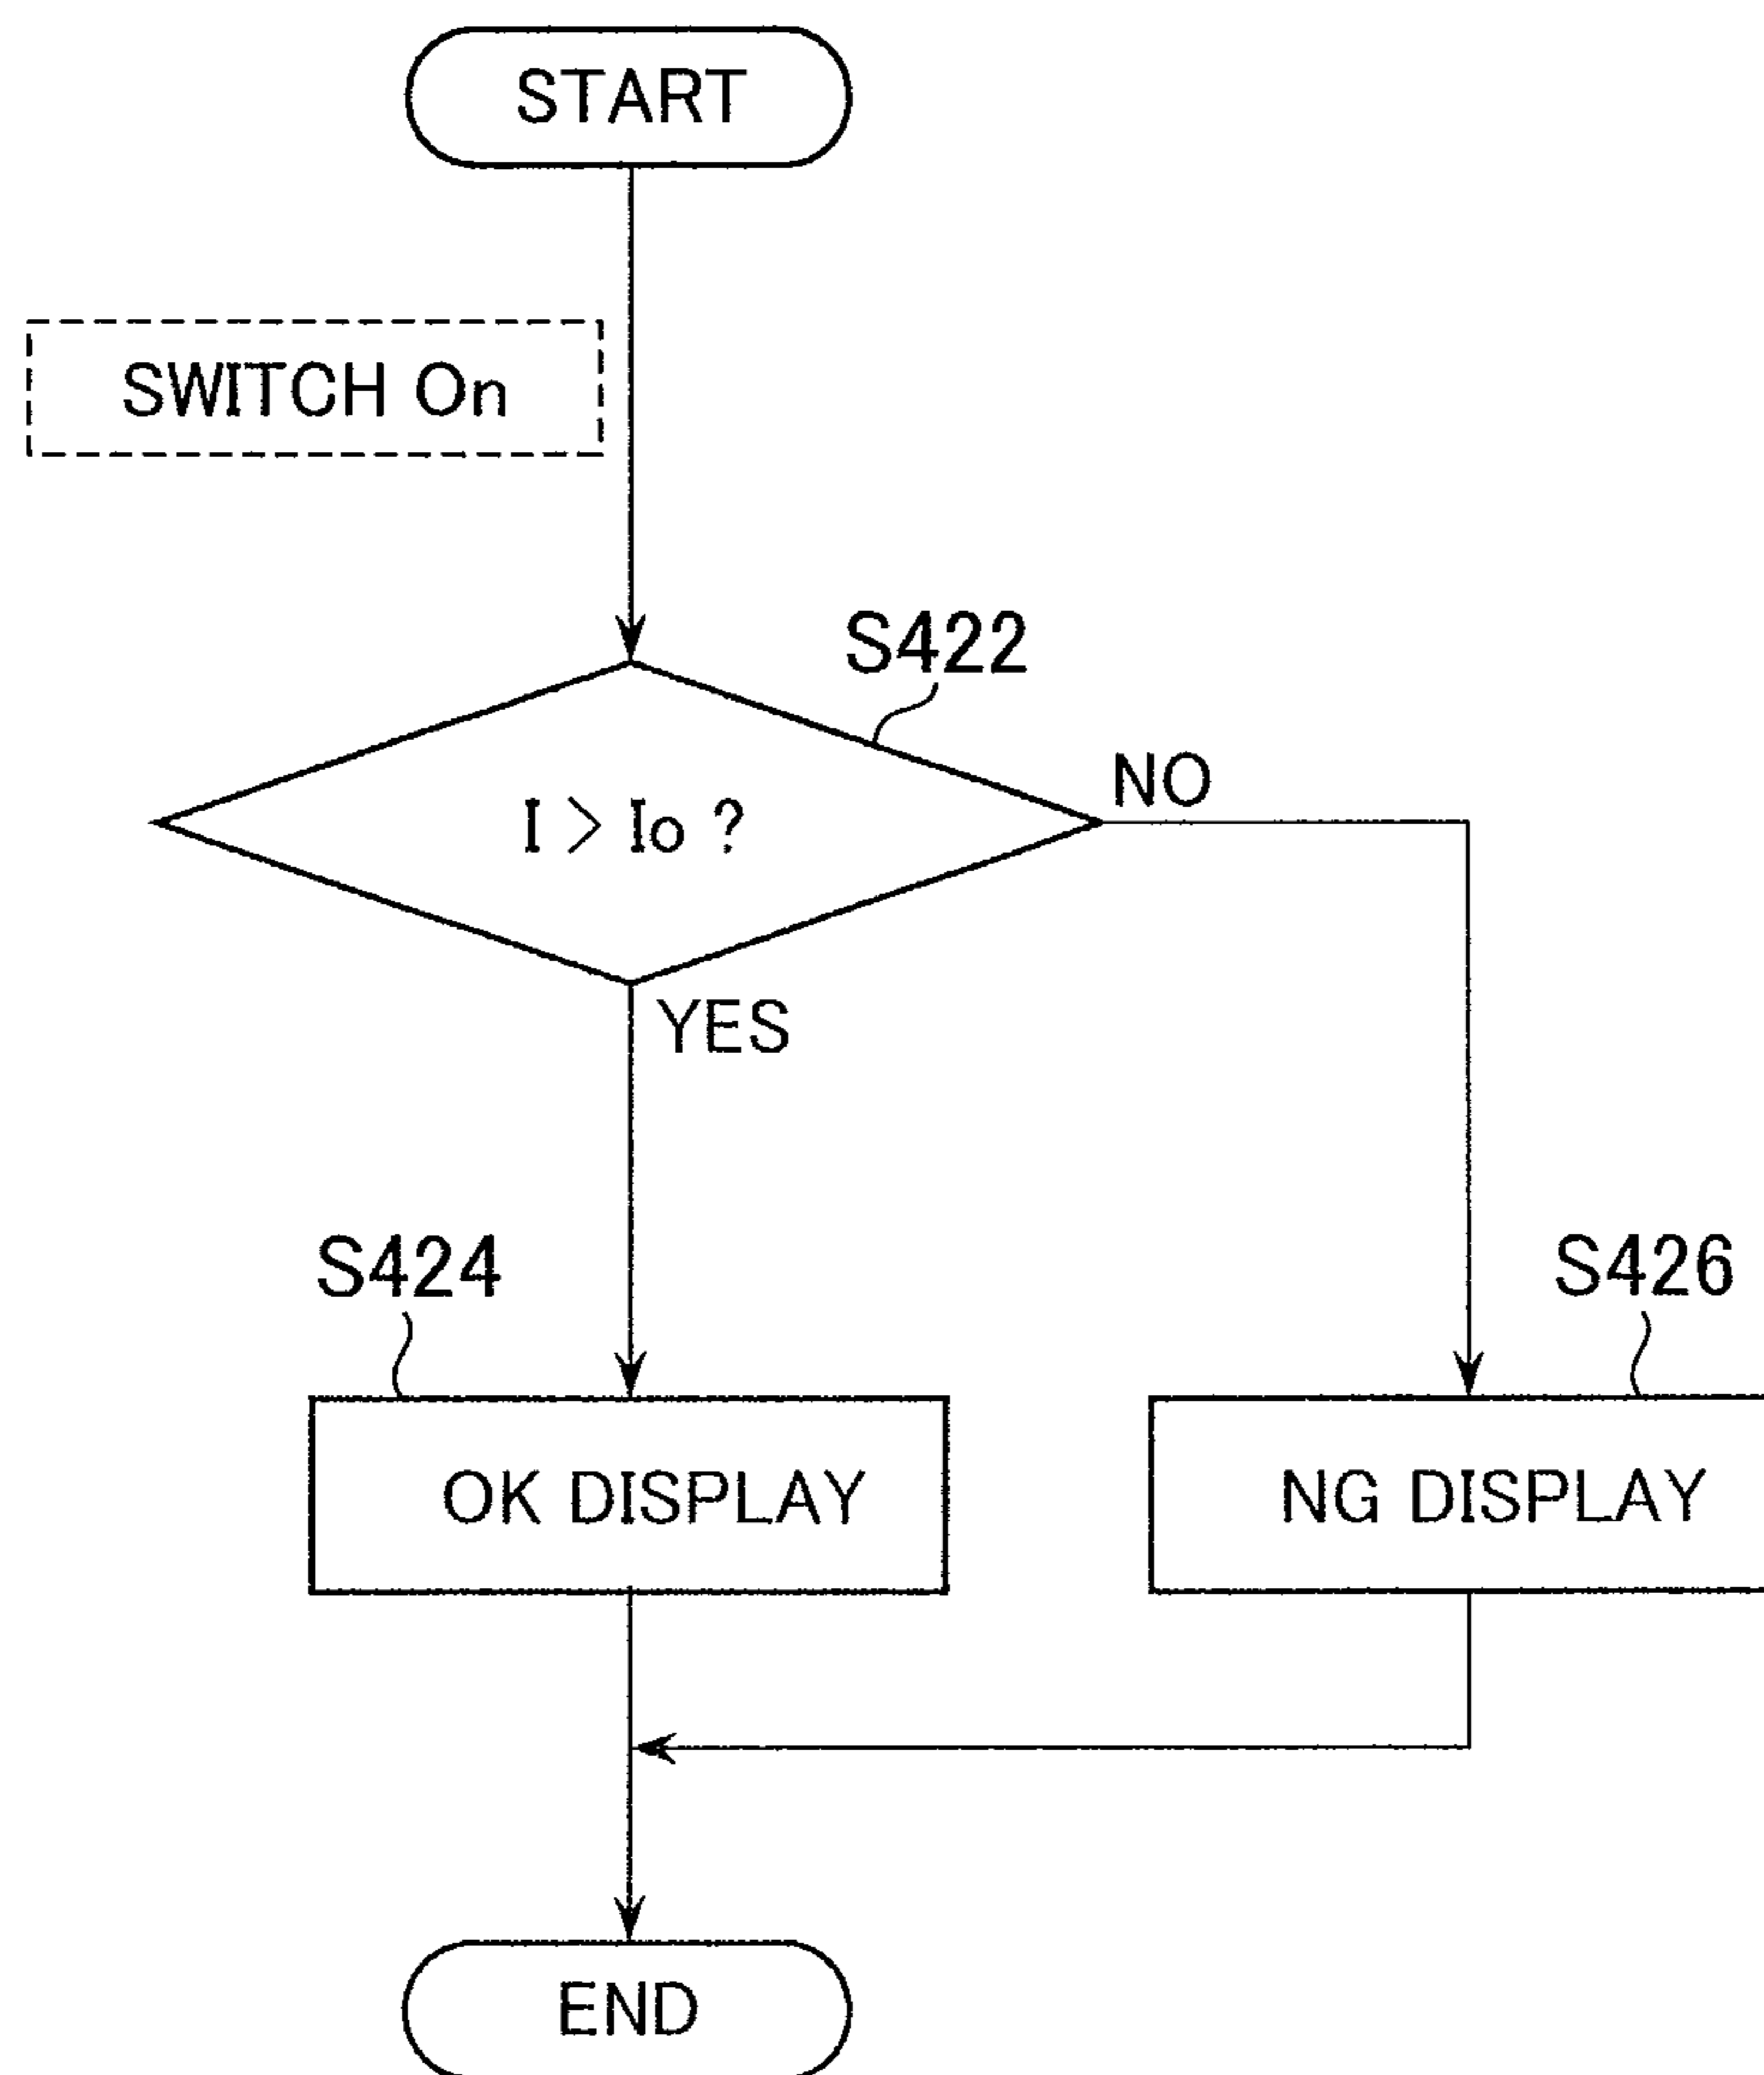 START
SWITCH On
S422
I > Io ?
NO
YES
S424
S426
OK DISPLAY
NG DISPLAY
END